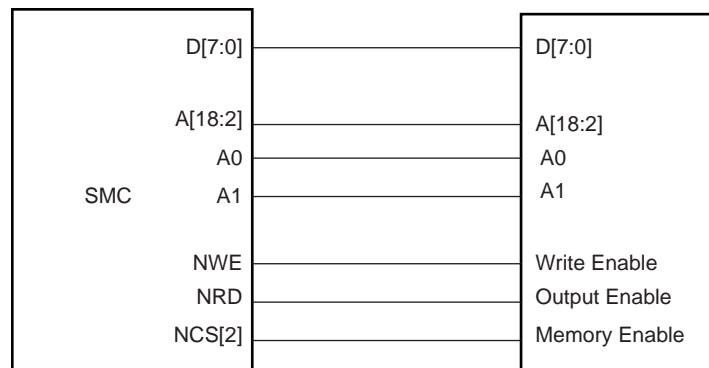 D[7:0] D[7:0]
A[18:2] A[18:2]
A0 A0
SMC A1 A1
NWE Write Enable
NRD Output Enable
NCS[2] Memory Enable